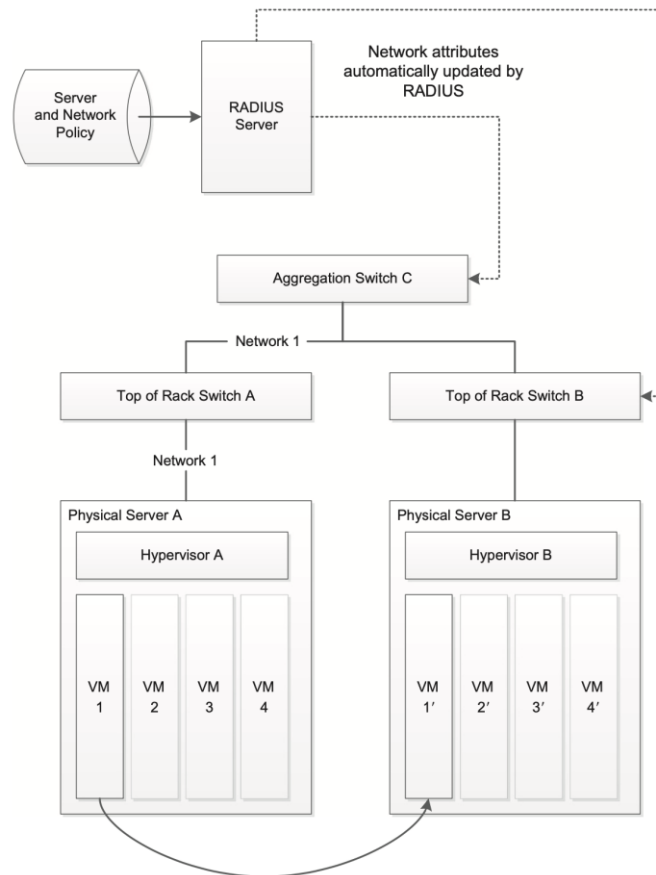 Network attributes
automatically updated by
RADIUS
Server
and Network
Policy
RADIUS
Server
Aggregation Switch C
Network 1
Top of Rack Switch A
Top of Rack Switch B
Network 1
Physical Server A
Physical Server B
Hypervisor A
Hypervisor B
VM
1
VM
2
VM
3
VM
4
VM
1′
VM
2′
VM
3′
VM
4′